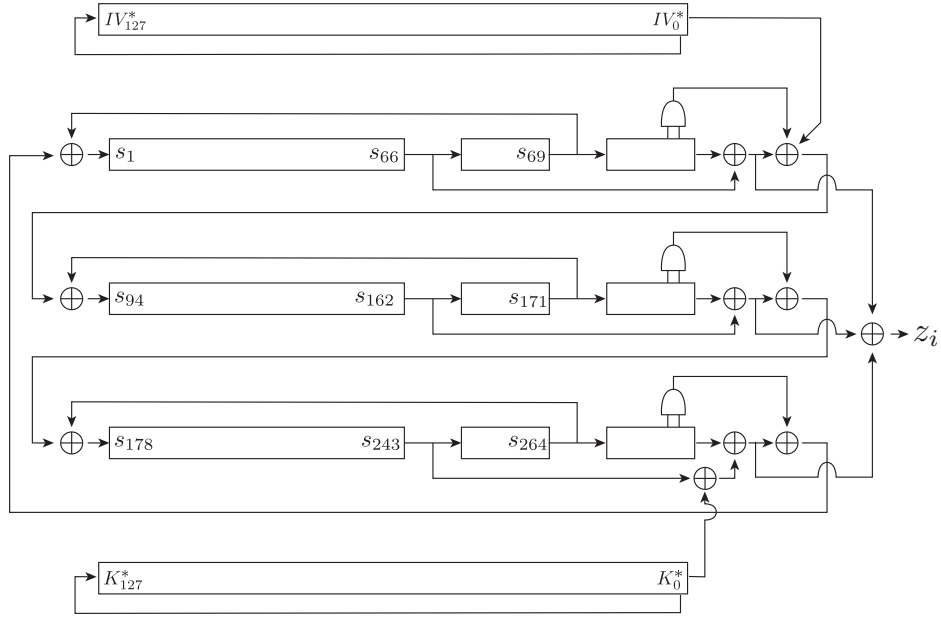 IV*₁₂₇ IV*₀
s₁ s₆₆ s₆₉
s₉₄ s₁₆₂ s₁₇₁
zᵢ
s₁₇₈ s₂₄₃ s₂₆₄
K*₁₂₇ K*₀